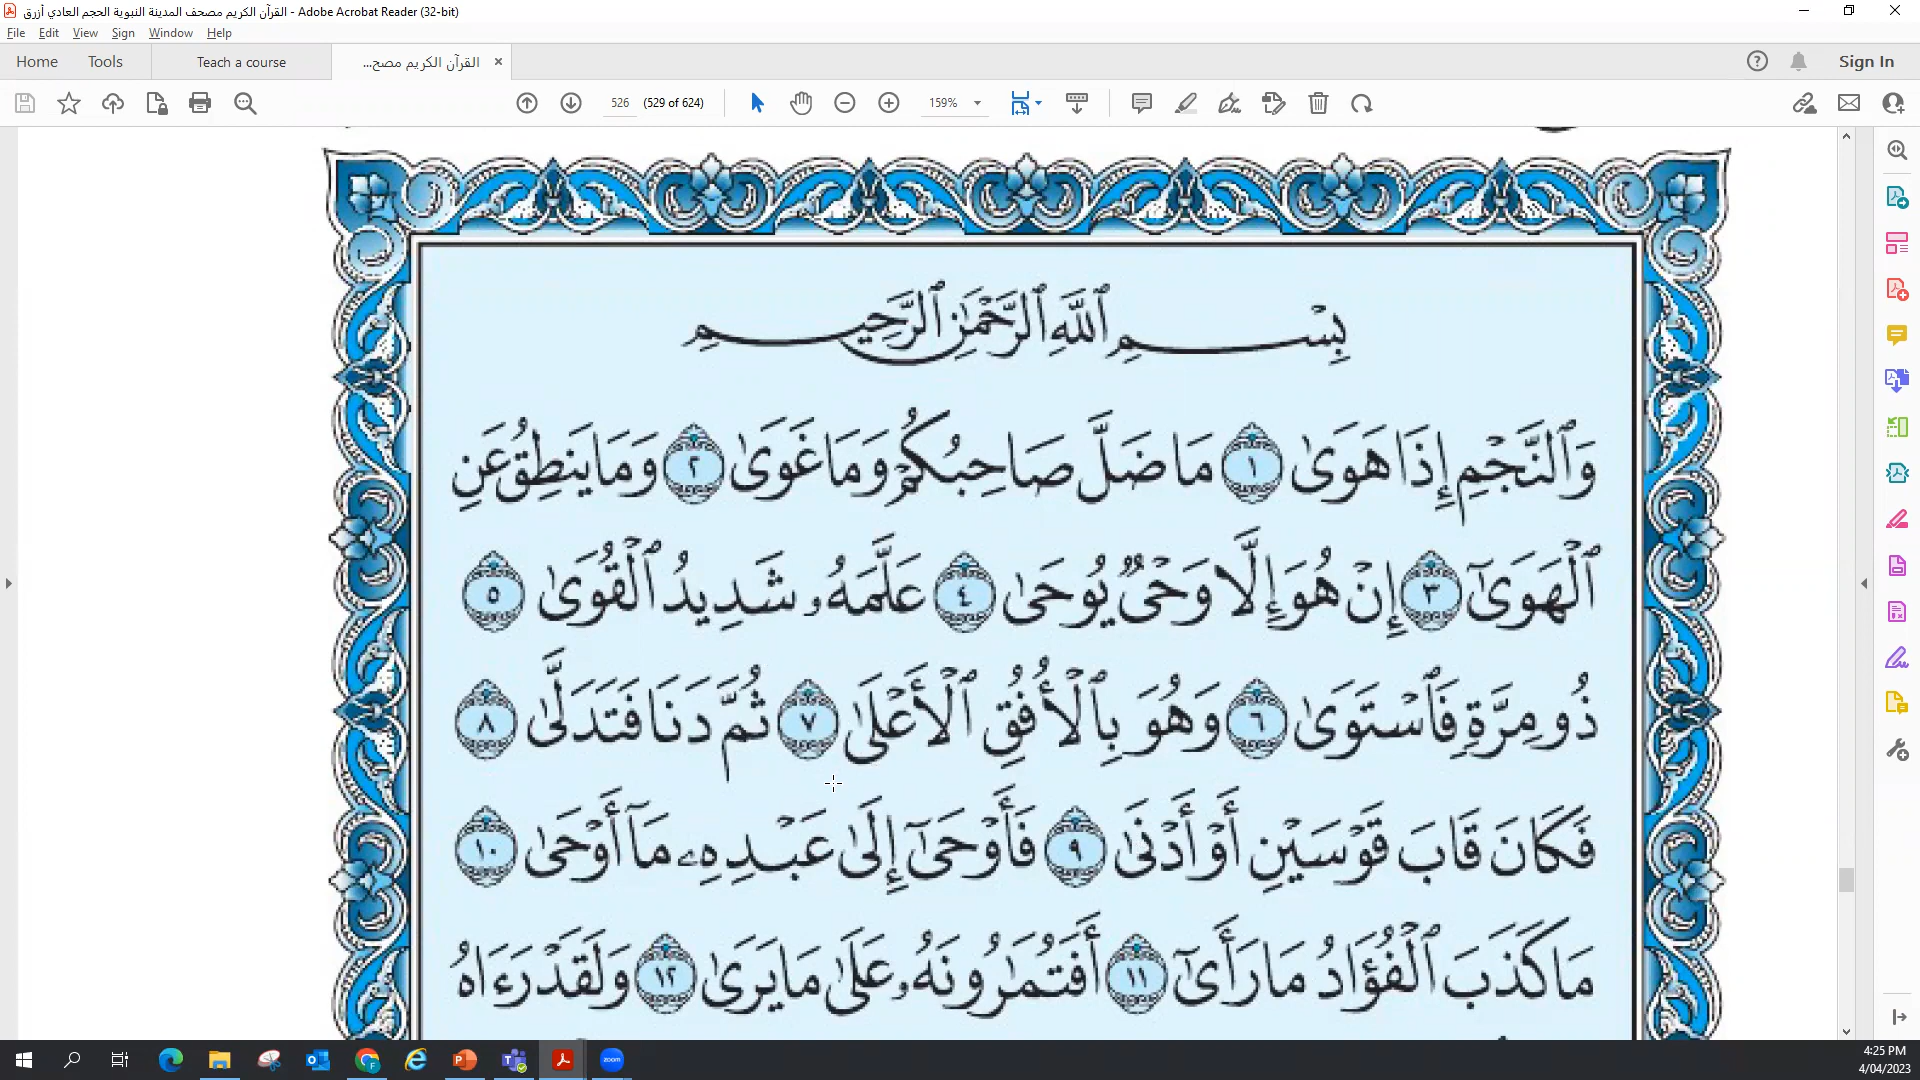 القرآن الكريم مصحف المدينة النبوية الحجم العادي أزرق - Adobe Acrobat Reader (32-bit)
File Edit View Sign Window Help
Home Tools Teach a course القرآن الكريم مصح... × Sign In
526 (529 of 624) 159%
بِسْمِ ٱللَّهِ ٱلرَّحْمَٰنِ ٱلرَّحِيمِ
وَٱلنَّجْمِ إِذَا هَوَىٰ ١ مَا ضَلَّ صَاحِبُكُمْ وَمَا غَوَىٰ ٢ وَمَا يَنطِقُ عَنِ
ٱلْهَوَىٰٓ ٣ إِنْ هُوَ إِلَّا وَحْىٌ يُوحَىٰ ٤ عَلَّمَهُۥ شَدِيدُ ٱلْقُوَىٰ ٥
ذُو مِرَّةٍ فَٱسْتَوَىٰ ٦ وَهُوَ بِٱلْأُفُقِ ٱلْأَعْلَىٰ ٧ ثُمَّ دَنَا فَتَدَلَّىٰ ٨
فَكَانَ قَابَ قَوْسَيْنِ أَوْ أَدْنَىٰ ٩ فَأَوْحَىٰٓ إِلَىٰ عَبْدِهِۦ مَآ أَوْحَىٰ ١٠
مَا كَذَبَ ٱلْفُؤَادُ مَا رَأَىٰٓ ١١ أَفَتُمَٰرُونَهُۥ عَلَىٰ مَا يَرَىٰ ١٢ وَلَقَدْ رَءَاهُ
zoom
4:25 PM
4/04/2023